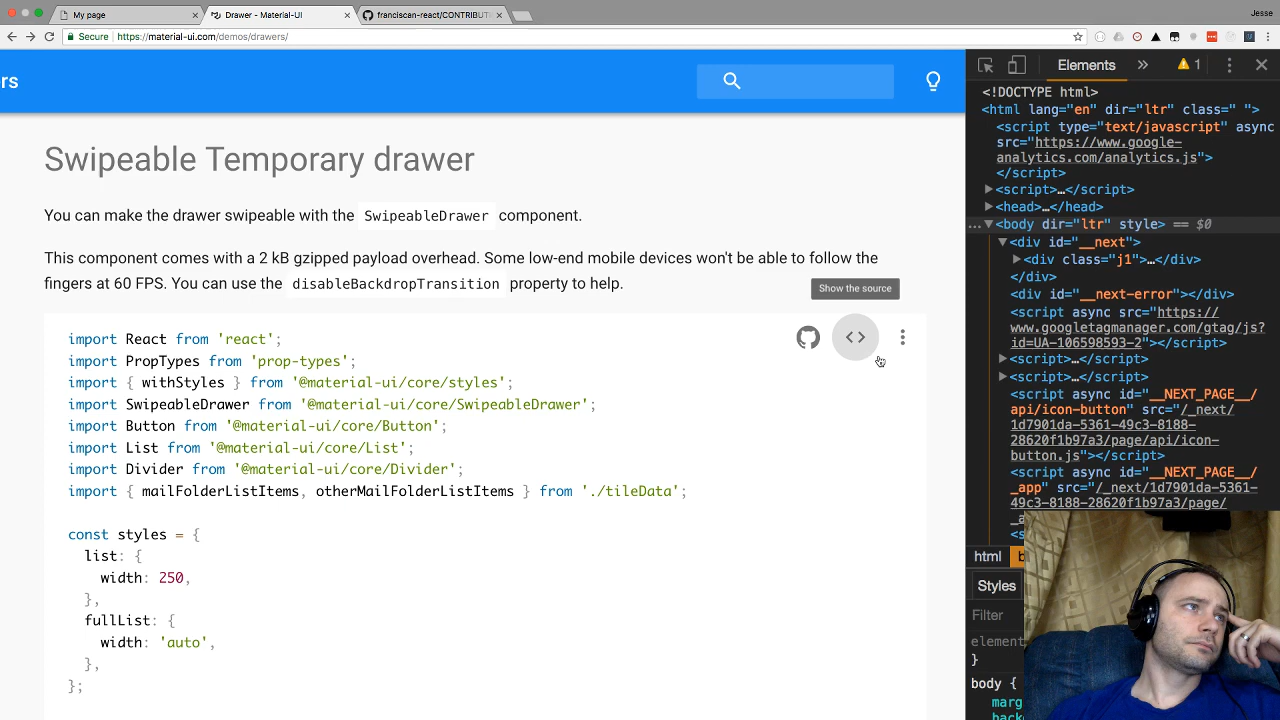 My page
Drawer - Material-UI
franciscan-react/CONTRIBUT
Jesse
Secure
https://material-ui.com/demos/drawers/
rs
Swipeable Temporary drawer
You can make the drawer swipeable with the SwipeableDrawer component.
This component comes with a 2 kB gzipped payload overhead. Some low-end mobile devices won't be able to follow the
fingers at 60 FPS. You can use the disableBackdropTransition property to help.
Show the source
import React from 'react';
import PropTypes from 'prop-types';
import { withStyles } from '@material-ui/core/styles';
import SwipeableDrawer from '@material-ui/core/SwipeableDrawer';
import Button from '@material-ui/core/Button';
import List from '@material-ui/core/List';
import Divider from '@material-ui/core/Divider';
import { mailFolderListItems, otherMailFolderListItems } from './tileData';
const styles = {
list: {
width: 250,
},
fullList: {
width: 'auto',
},
};
Elements
1
<!DOCTYPE html>
<html lang="en" dir="ltr" class=" ">
<script type="text/javascript" async
src="https://www.google-
analytics.com/analytics.js">
</script>
<script>…</script>
<head>…</head>
…<body dir="ltr" style> == $0
<div id="__next">
<div class="j1">…</div>
</div>
<div id="__next-error"></div>
<script async src="https://
www.googletagmanager.com/gtag/js?
id=UA-106598593-2"></script>
<script>…</script>
<script>…</script>
<script async id="__NEXT_PAGE__/
api/icon-button" src="/_next/
1d7901da-5361-49c3-8188-
28620f1b97a3/page/api/icon-
button.js"></script>
<script async id="__NEXT_PAGE__/
_app" src="/_next/1d7901da-5361-
49c3-8188-28620f1b97a3/page/
html
Styles
Filter
element
}
body {
marg